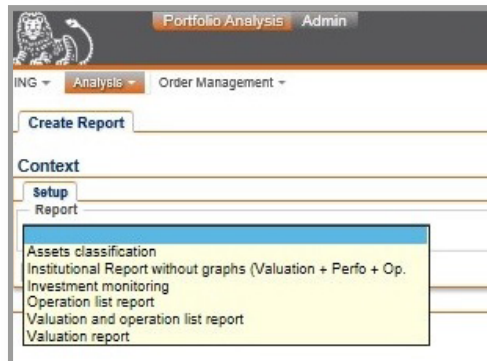 Portfolio Analysis Admin
ING Analysis Order Management
Create Report
Context
Setup
Report
Assets classification
Institutional Report without graphs (Valuation + Perfo + Op.
Investment monitoring
Operation list report
Valuation and operation list report
Valuation report